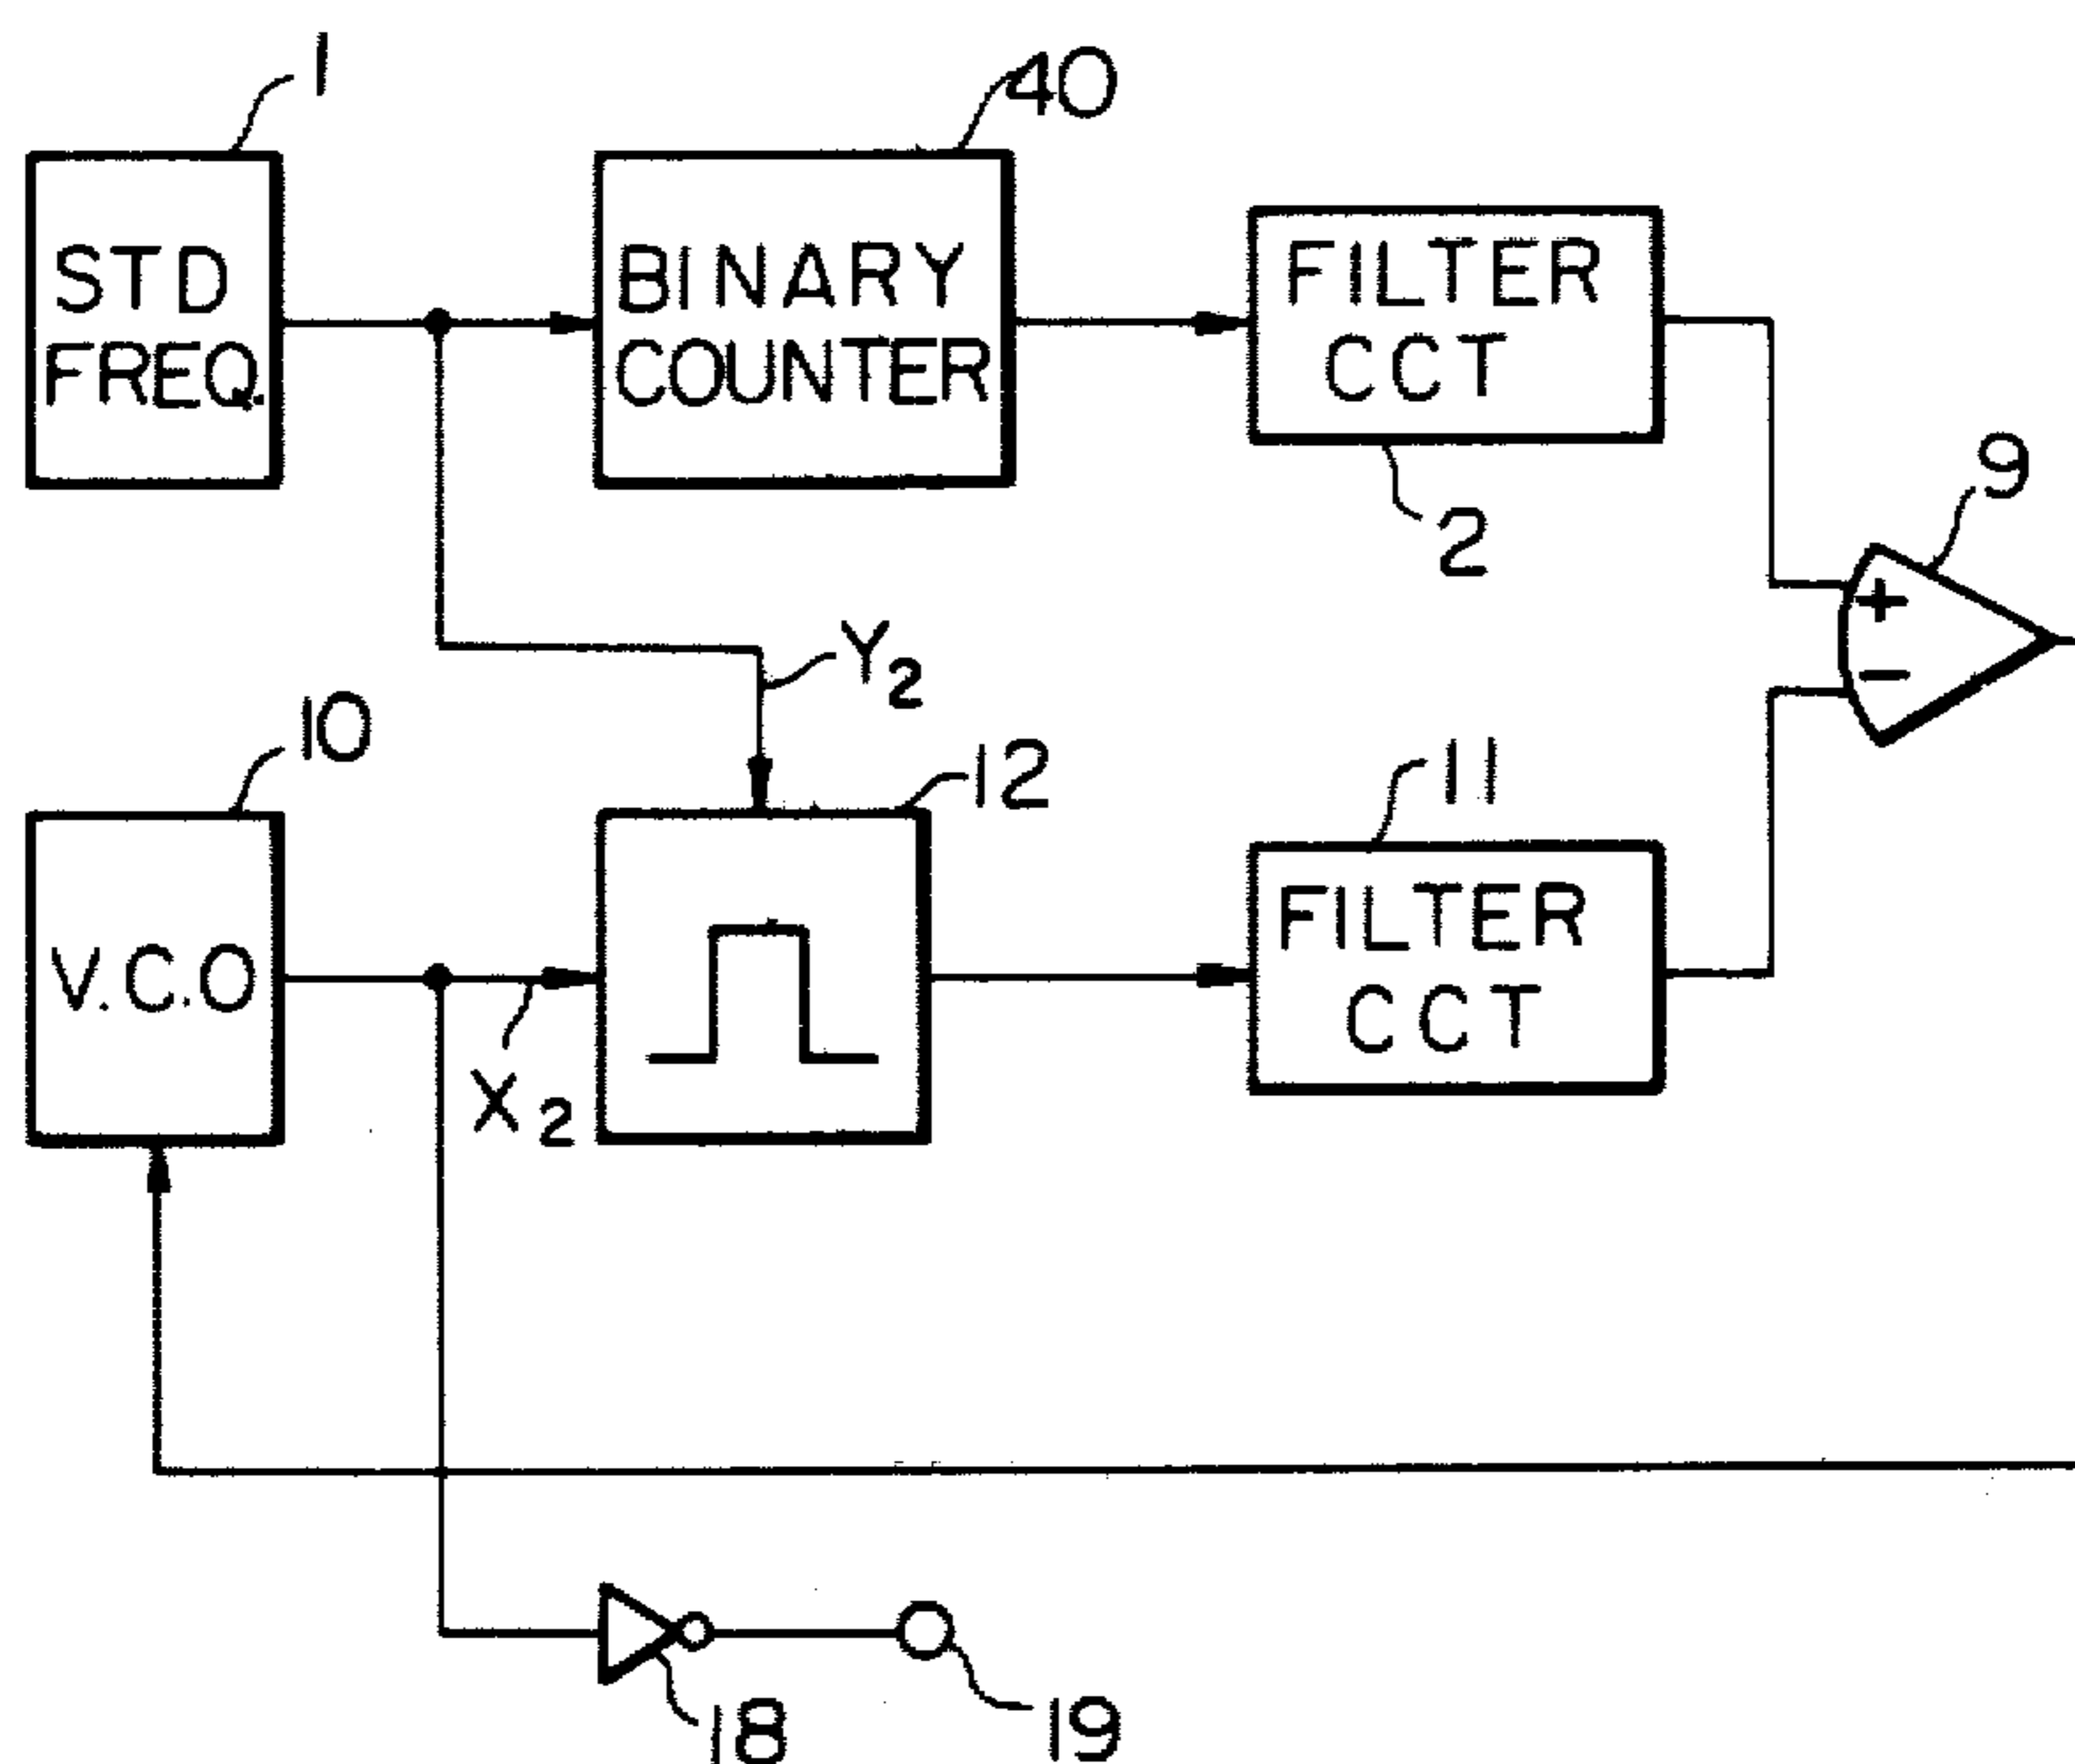 1
40
STD
FREQ.
BINARY
COUNTER
FILTER
CCT
2
9
+
−
Y2
10
12
11
V.C.O
X2
FILTER
CCT
18
19